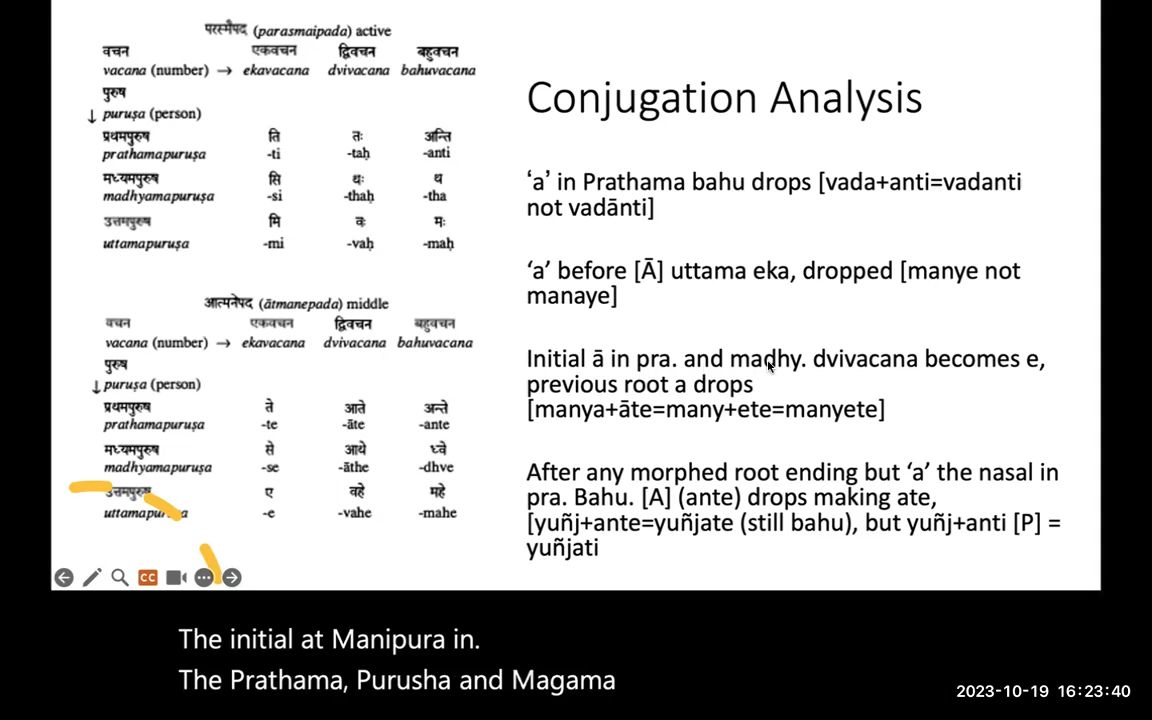 परस्मैपद (parasmaipada) active
वचन एकवचन द्विवचन बहुवचन
vacana (number) → ekavacana dvivacana bahuvacana
पुरुष
↓ puruṣa (person)
प्रथमपुरुष ति तः अन्ति
prathamapuruṣa -ti -taḥ -anti
मध्यमपुरुष सि थः थ
madhyamapuruṣa -si -thaḥ -tha
उत्तमपुरुष मि वः मः
uttamapuruṣa -mi -vaḥ -maḥ
आत्मनेपद (ātmanepada) middle
वचन एकवचन द्विवचन बहुवचन
vacana (number) → ekavacana dvivacana bahuvacana
पुरुष
↓ puruṣa (person)
प्रथमपुरुष ते आते अन्ते
prathamapuruṣa -te -āte -ante
मध्यमपुरुष से आथे ध्वे
madhyamapuruṣa -se -āthe -dhve
उत्तमपुरुष ए वहे महे
uttamapuruṣa -e -vahe -mahe
Conjugation Analysis
‘a’ in Prathama bahu drops [vada+anti=vadanti
not vadānti]
‘a’ before [Ā] uttama eka, dropped [manye not
manaye]
Initial ā in pra. and madhy. dvivacana becomes e,
previous root a drops
[manya+āte=many+ete=manyete]
After any morphed root ending but ‘a’ the nasal in
pra. Bahu. [A] (ante) drops making ate,
[yuñj+ante=yuñjate (still bahu), but yuñj+anti [P] =
yuñjati
CC
The initial at Manipura in.
The Prathama, Purusha and Magama
2023-10-19 16:23:40